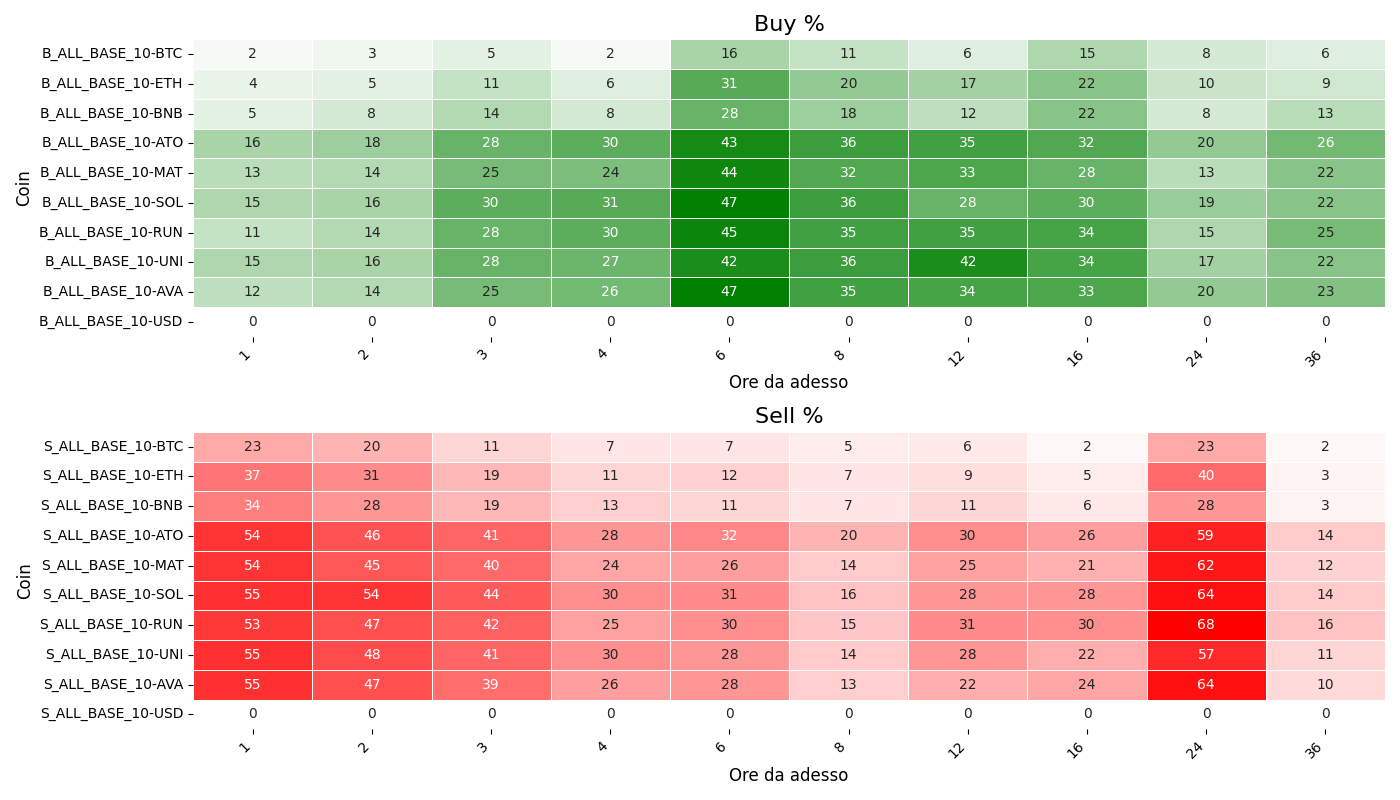 Buy %
Coin
B_ALL_BASE_10-BTC 2 3 5 2 16 11 6 15 8 6
B_ALL_BASE_10-ETH 4 5 11 6 31 20 17 22 10 9
B_ALL_BASE_10-BNB 5 8 14 8 28 18 12 22 8 13
B_ALL_BASE_10-ATO 16 18 28 30 43 36 35 32 20 26
B_ALL_BASE_10-MAT 13 14 25 24 44 32 33 28 13 22
B_ALL_BASE_10-SOL 15 16 30 31 47 36 28 30 19 22
B_ALL_BASE_10-RUN 11 14 28 30 45 35 35 34 15 25
B_ALL_BASE_10-UNI 15 16 28 27 42 36 42 34 17 22
B_ALL_BASE_10-AVA 12 14 25 26 47 35 34 33 20 23
B_ALL_BASE_10-USD 0 0 0 0 0 0 0 0 0 0
1 2 3 4 6 8 12 16 24 36
Ore da adesso
Sell %
Coin
S_ALL_BASE_10-BTC 23 20 11 7 7 5 6 2 23 2
S_ALL_BASE_10-ETH 37 31 19 11 12 7 9 5 40 3
S_ALL_BASE_10-BNB 34 28 19 13 11 7 11 6 28 3
S_ALL_BASE_10-ATO 54 46 41 28 32 20 30 26 59 14
S_ALL_BASE_10-MAT 54 45 40 24 26 14 25 21 62 12
S_ALL_BASE_10-SOL 55 54 44 30 31 16 28 28 64 14
S_ALL_BASE_10-RUN 53 47 42 25 30 15 31 30 68 16
S_ALL_BASE_10-UNI 55 48 41 30 28 14 28 22 57 11
S_ALL_BASE_10-AVA 55 47 39 26 28 13 22 24 64 10
S_ALL_BASE_10-USD 0 0 0 0 0 0 0 0 0 0
1 2 3 4 6 8 12 16 24 36
Ore da adesso